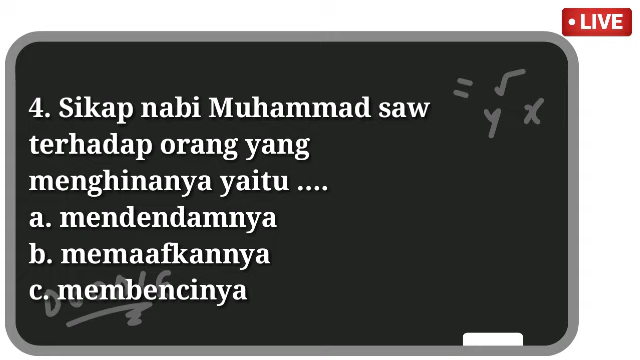 LIVE
= √
y x
4. Sikap nabi Muhammad saw
terhadap orang yang
menghinanya yaitu ....
a. mendendamnya
b. memaafkannya
c. membencinya